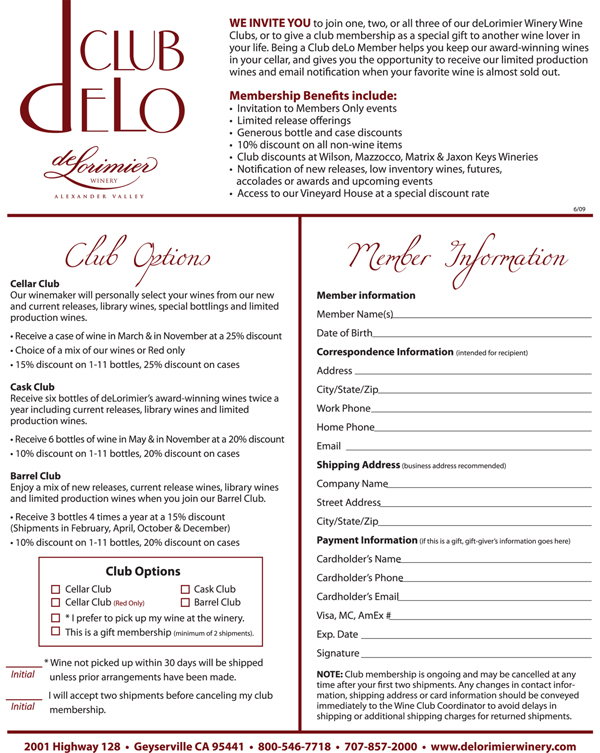 CLUB
deLO
deLorimier
WINERY
ALEXANDER VALLEY
WE INVITE YOU to join one, two, or all three of our deLorimier Winery Wine
Clubs, or to give a club membership as a special gift to another wine lover in
your life. Being a Club deLo Member helps you keep our award-winning wines
in your cellar, and gives you the opportunity to receive our limited production
wines and email notification when your favorite wine is almost sold out.
Membership Benefits include:
• Invitation to Members Only events
• Limited release offerings
• Generous bottle and case discounts
• 10% discount on all non-wine items
• Club discounts at Wilson, Mazzocco, Matrix & Jaxon Keys Wineries
• Notification of new releases, low inventory wines, futures,
accolades or awards and upcoming events
• Access to our Vineyard House at a special discount rate
6/09
Club Options
Cellar Club
Our winemaker will personally select your wines from our new
and current releases, library wines, special bottlings and limited
production wines.
• Receive a case of wine in March & in November at a 25% discount
• Choice of a mix of our wines or Red only
• 15% discount on 1-11 bottles, 25% discount on cases
Cask Club
Receive six bottles of deLorimier's award-winning wines twice a
year including current releases, library wines and limited
production wines.
• Receive 6 bottles of wine in May & in November at a 20% discount
• 10% discount on 1-11 bottles, 20% discount on cases
Barrel Club
Enjoy a mix of new releases, current release wines, library wines
and limited production wines when you join our Barrel Club.
• Receive 3 bottles 4 times a year at a 15% discount
(Shipments in February, April, October & December)
• 10% discount on 1-11 bottles, 20% discount on cases
Club Options
Cellar Club Cask Club
Cellar Club (Red Only) Barrel Club
* I prefer to pick up my wine at the winery.
This is a gift membership (minimum of 2 shipments).
* Wine not picked up within 30 days will be shipped
Initial unless prior arrangements have been made.
I will accept two shipments before canceling my club
Initial membership.
Member Information
Member information
Member Name(s)
Date of Birth
Correspondence Information (intended for recipient)
Address
City/State/Zip
Work Phone
Home Phone
Email
Shipping Address (business address recommended)
Company Name
Street Address
City/State/Zip
Payment Information (if this is a gift, gift-giver's information goes here)
Cardholder's Name
Cardholder's Phone
Cardholder's Email
Visa, MC, AmEx #
Exp. Date
Signature
NOTE: Club membership is ongoing and may be cancelled at any
time after your first two shipments. Any changes in contact infor-
mation, shipping address or card information should be conveyed
immediately to the Wine Club Coordinator to avoid delays in
shipping or additional shipping charges for returned shipments.
2001 Highway 128 • Geyserville CA 95441 • 800-546-7718 • 707-857-2000 • www.delorimierwinery.com